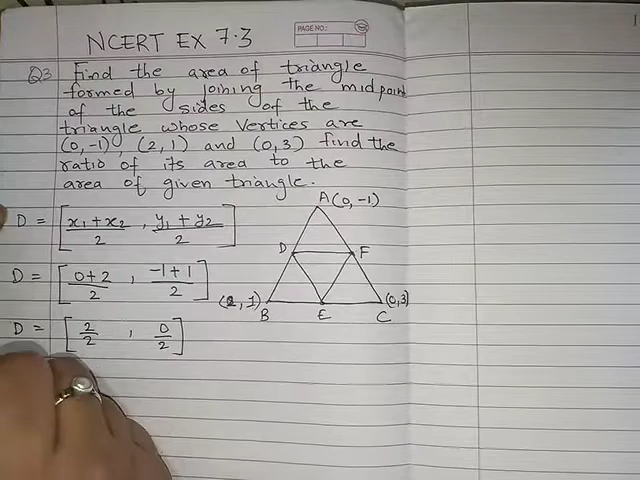 PAGE NO.:
NCERT EX 7.3
Q3 Find the area of triangle
formed by joining the midpoint
of the sides of the
triangle whose vertices are
(0,-1), (2,1) and (0,3) find the
ratio of its area to the
area of given triangle.
A(0,-1)
D = [x₁+x₂/2 , y₁+y₂/2]
D F
D = [0+2/2 , -1+1/2]
(2,1) (0,3)
B E C
D = [2/2 , 0/2]